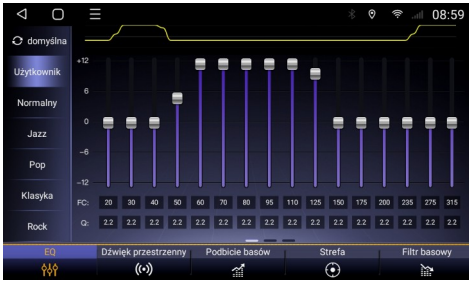 08:59
domyślna
Użytkownik
Normalny
Jazz
Pop
Klasyka
Rock
+12
6
0
-6
-12
FC: 20 30 40 50 60 70 80 95 110 125 150 175 200 235 275 315
Q: 2.2 2.2 2.2 2.2 2.2 2.2 2.2 2.2 2.2 2.2 2.2 2.2 2.2 2.2 2.2 2.2
EQ Dźwięk przestrzenny Podbicie basów Strefa Filtr basowy